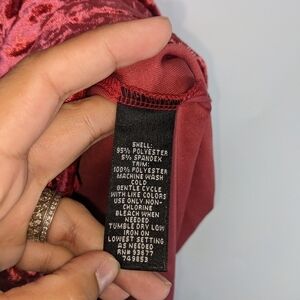 SHELL:
95% POLYESTER
5% SPANDEX
TRIM:
100% POLYESTER
MACHINE WASH
COLD
GENTLE CYCLE
WITH LIKE COLORS
USE ONLY NON-
CHLORINE
BLEACH WHEN
NEEDED
TUMBLE DRY LOW
IRON ON
LOWEST SETTING
AS NEEDED
RN# 93677
749853